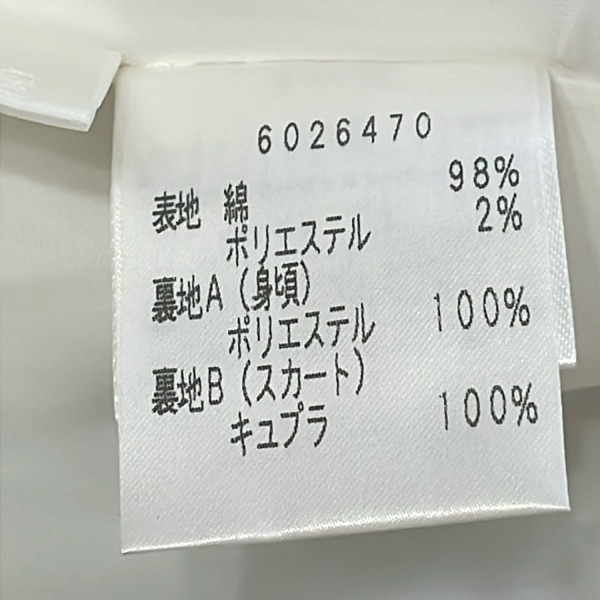 6026470
表地 綿 98%
ポリエステル 2%
裏地A(身頃)
ポリエステル 100%
裏地B(スカート)
キュプラ 100%